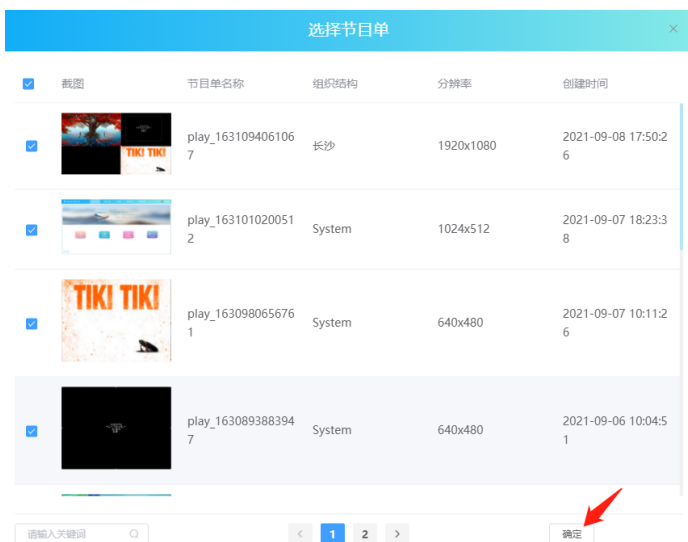 选择节目单
截图 节目单名称 组织结构 分辨率 创建时间
TIKI TIKI
play_163109406106
7
长沙
1920x1080
2021-09-08 17:50:2
6
play_163101020051
2
System
1024x512
2021-09-07 18:23:3
8
TIKI TIKI
play_163098065676
1
System
640x480
2021-09-07 10:11:2
6
play_163089388394
7
System
640x480
2021-09-06 10:04:5
1
请输入关键词
1 2
确定